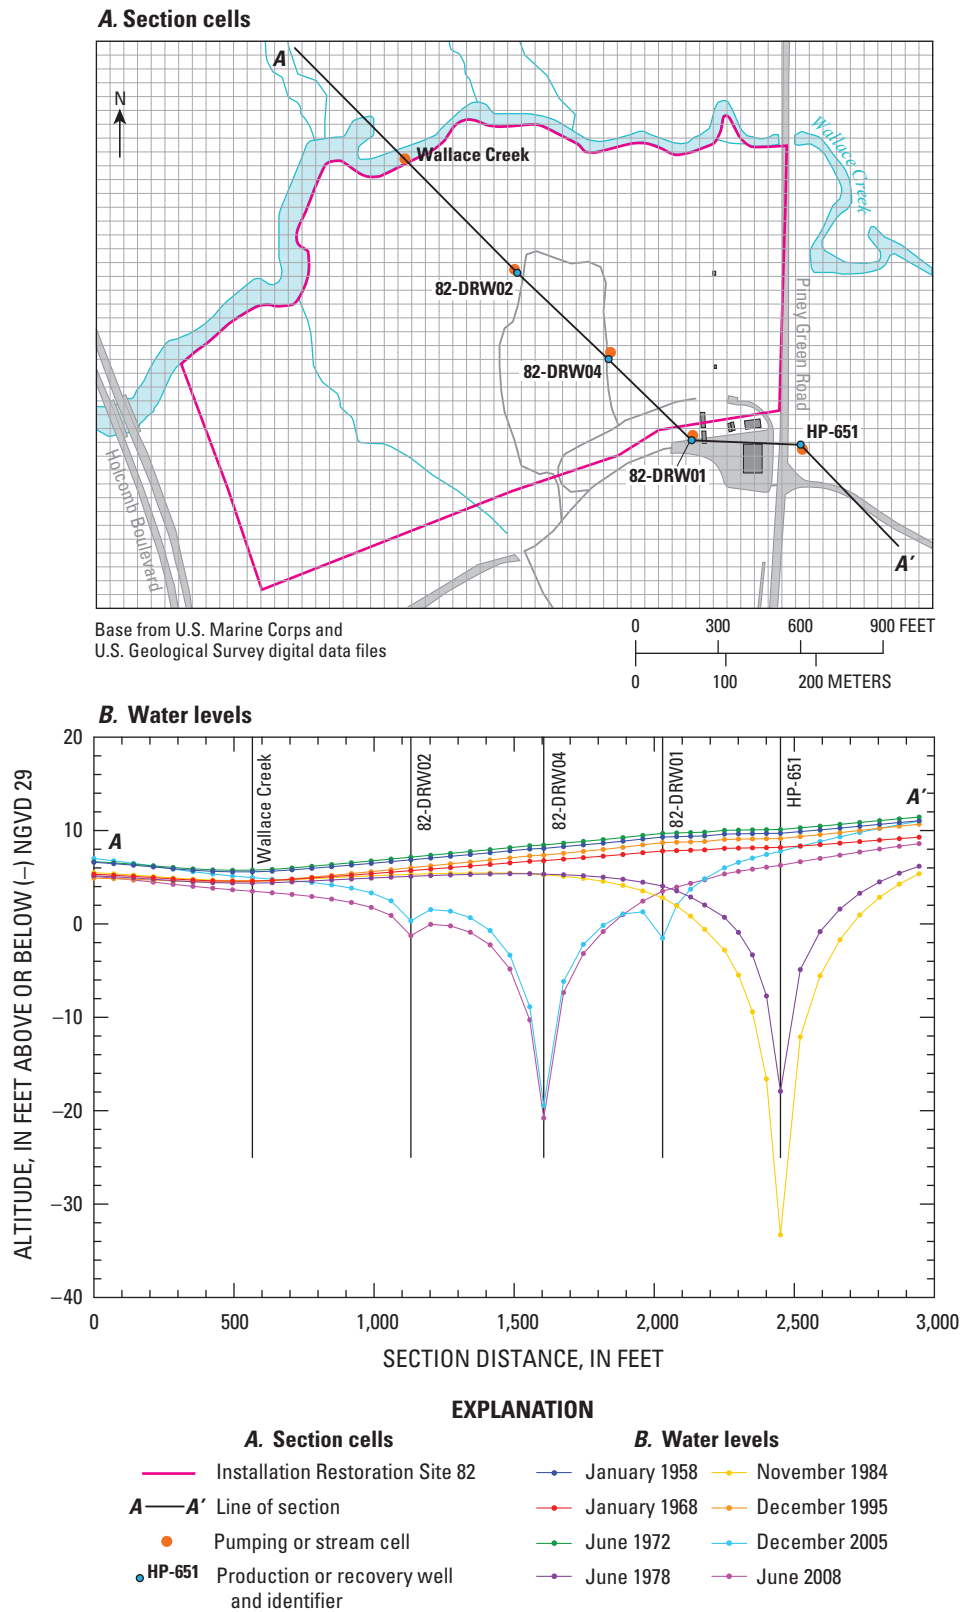 A. Section cells
A
N
Wallace Creek
Wallace Creek
82-DRW02
Piney Green Road
82-DRW04
HP-651
82-DRW01
Holcomb Boulevard
A’
Base from U.S. Marine Corps and
U.S. Geological Survey digital data files
0 300 600 900 FEET
0 100 200 METERS
B. Water levels
ALTITUDE, IN FEET ABOVE OR BELOW (–) NGVD 29
20
10
0
–10
–20
–30
–40
A
Wallace Creek
82-DRW02
82-DRW04
82-DRW01
HP-651
A’
0 500 1,000 1,500 2,000 2,500 3,000
SECTION DISTANCE, IN FEET
EXPLANATION
A. Section cells
Installation Restoration Site 82
A A’ Line of section
Pumping or stream cell
HP-651 Production or recovery well
and identifier
B. Water levels
January 1958
January 1968
June 1972
June 1978
November 1984
December 1995
December 2005
June 2008